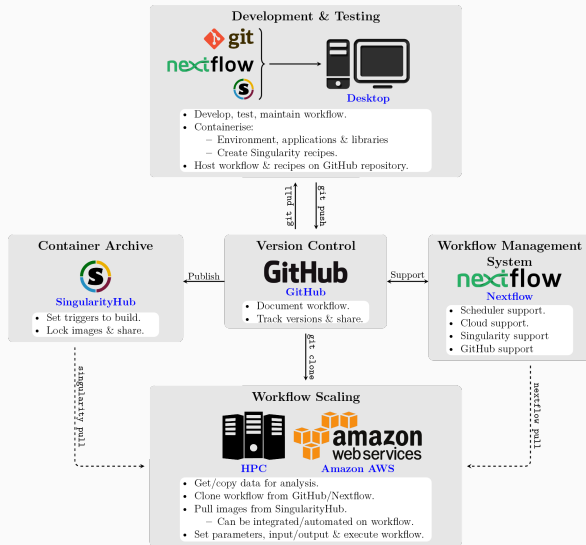 Development & Testing
git
nextflow
S
Desktop
• Develop, test, maintain workflow.
• Containerise:
– Environment, applications & libraries
– Create Singularity recipes.
• Host workflow & recipes on GitHub repository.
git pull
git push
Container Archive
S
SingularityHub
• Set triggers to build.
• Lock images & share.
Publish
Version Control
GitHub
GitHub
• Document workflow.
• Track versions & share.
Support
Workflow Management
System
nextflow
Nextflow
• Scheduler support.
• Cloud support.
• Singularity support
• GitHub support
singularity pull
git clone
nextflow pull
Workflow Scaling
HPC
amazon
web services
Amazon AWS
• Get/copy data for analysis.
• Clone workflow from GitHub/Nextflow.
• Pull images from SingularityHub.
– Can be integrated/automated on workflow.
• Set parameters, input/output & execute workflow.